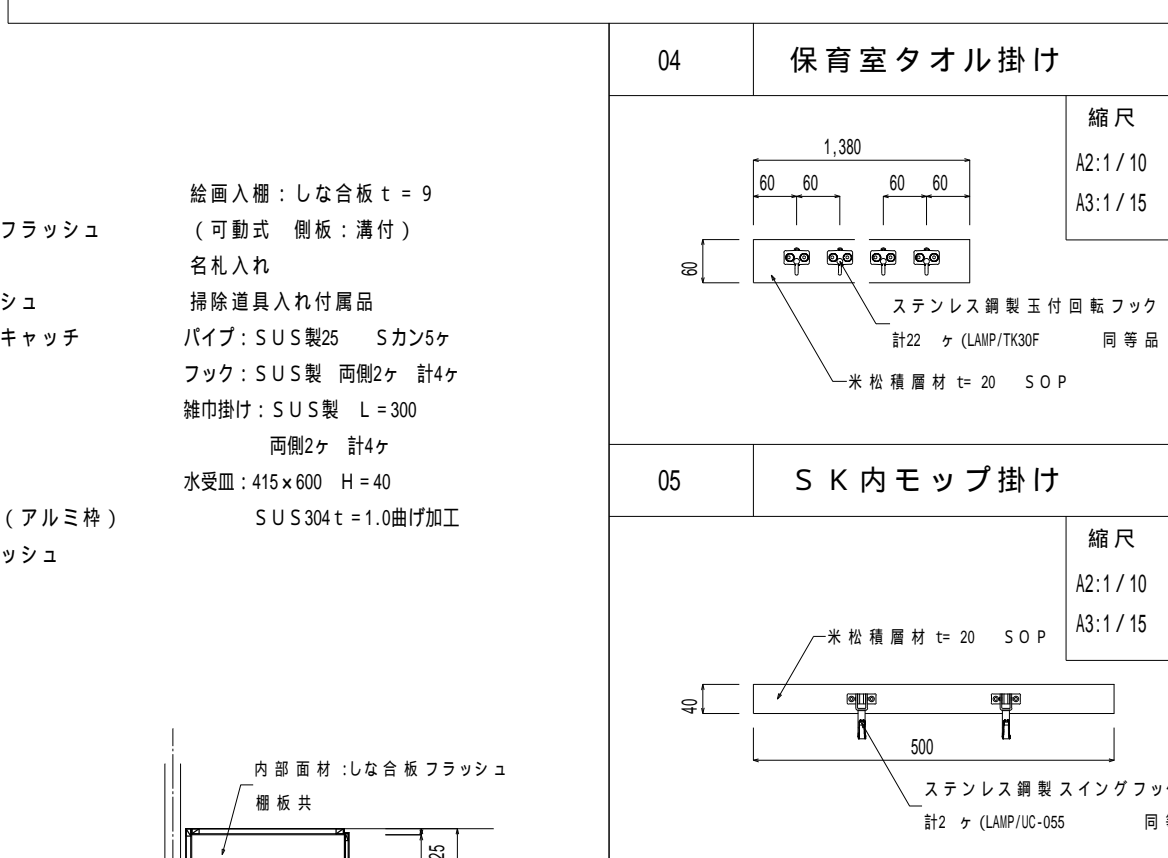 フラッシュ
シュ
キャッチ
(アルミ枠)
ッシュ
絵画入棚:しな合板t=9
(可動式 側板:溝付)
名札入れ
掃除道具入れ付属品
パイプ:SUS製25 Sカン5ヶ
フック:SUS製 両側2ヶ 計4ヶ
雑巾掛け:SUS製 L=300
両側2ヶ 計4ヶ
水受皿:415×600 H=40
SUS304t=1.0曲げ加工
内部面材:しな合板フラッシュ
棚板共
25
04 保育室タオル掛け
縮尺
A2:1/10
A3:1/15
1,380
60 60 60 60
60
ステンレス鋼製玉付回転フック
計22 ヶ(LAMP/TK30F 同等品
米松積層材 t=20 SOP
05 SK内モップ掛け
縮尺
A2:1/10
A3:1/15
米松積層材 t=20 SOP
40
500
ステンレス鋼製スイングフッ
計2 ヶ(LAMP/UC-055 同